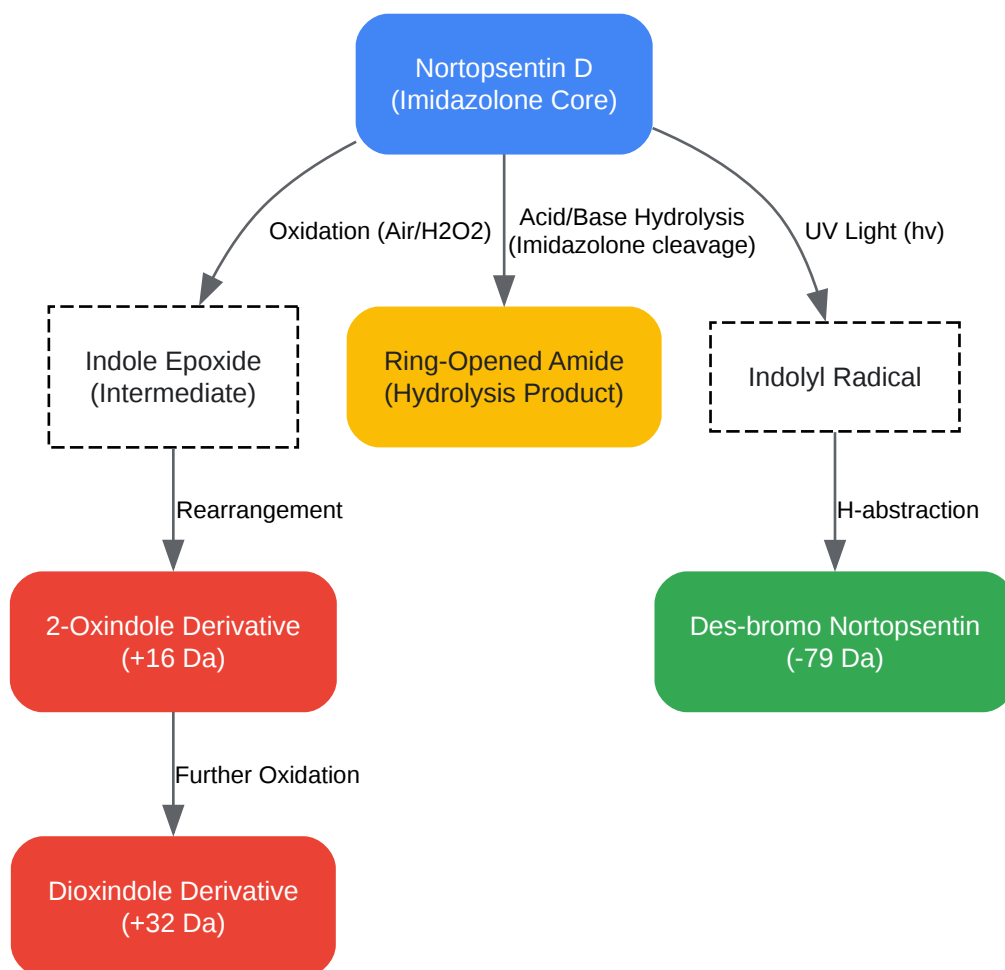 Nortopsentin D
(Imidazolone Core)
Oxidation (Air/H2O2)
Acid/Base Hydrolysis
(Imidazolone cleavage)
UV Light (hv)
Indole Epoxide
(Intermediate)
Ring-Opened Amide
(Hydrolysis Product)
Indolyl Radical
Rearrangement
H-abstraction
2-Oxindole Derivative
(+16 Da)
Des-bromo Nortopsentin
(-79 Da)
Further Oxidation
Dioxindole Derivative
(+32 Da)